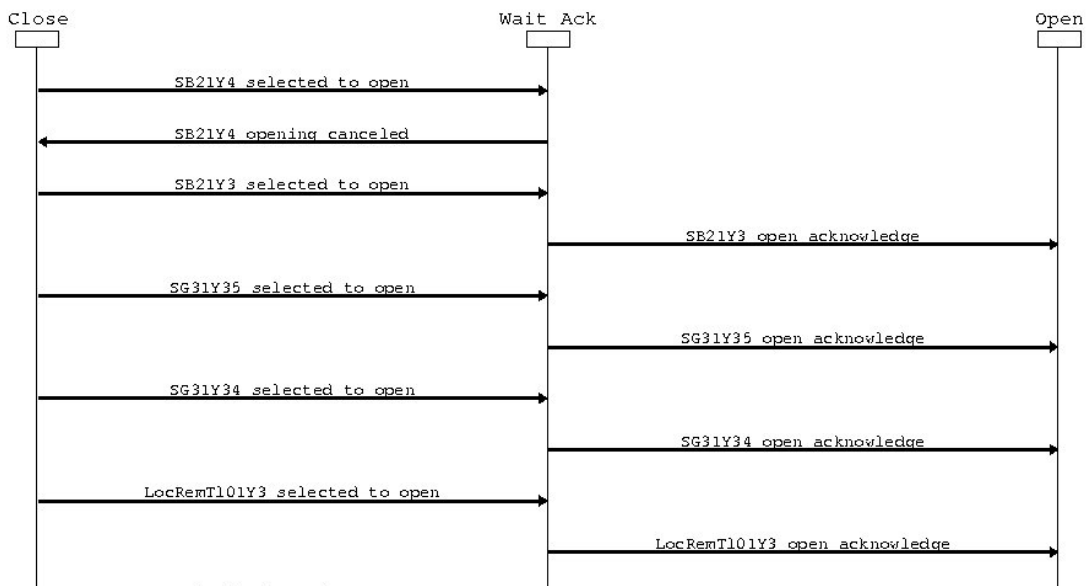 Close Wait Ack Open
SB21Y4 selected to open
SB21Y4 opening canceled
SB21Y3 selected to open
SB21Y3 open acknowledge
SG31Y35 selected to open
SG31Y35 open acknowledge
SG31Y34 selected to open
SG31Y34 open acknowledge
LocRemTl01Y3 selected to open
LocRemTl01Y3 open acknowledge